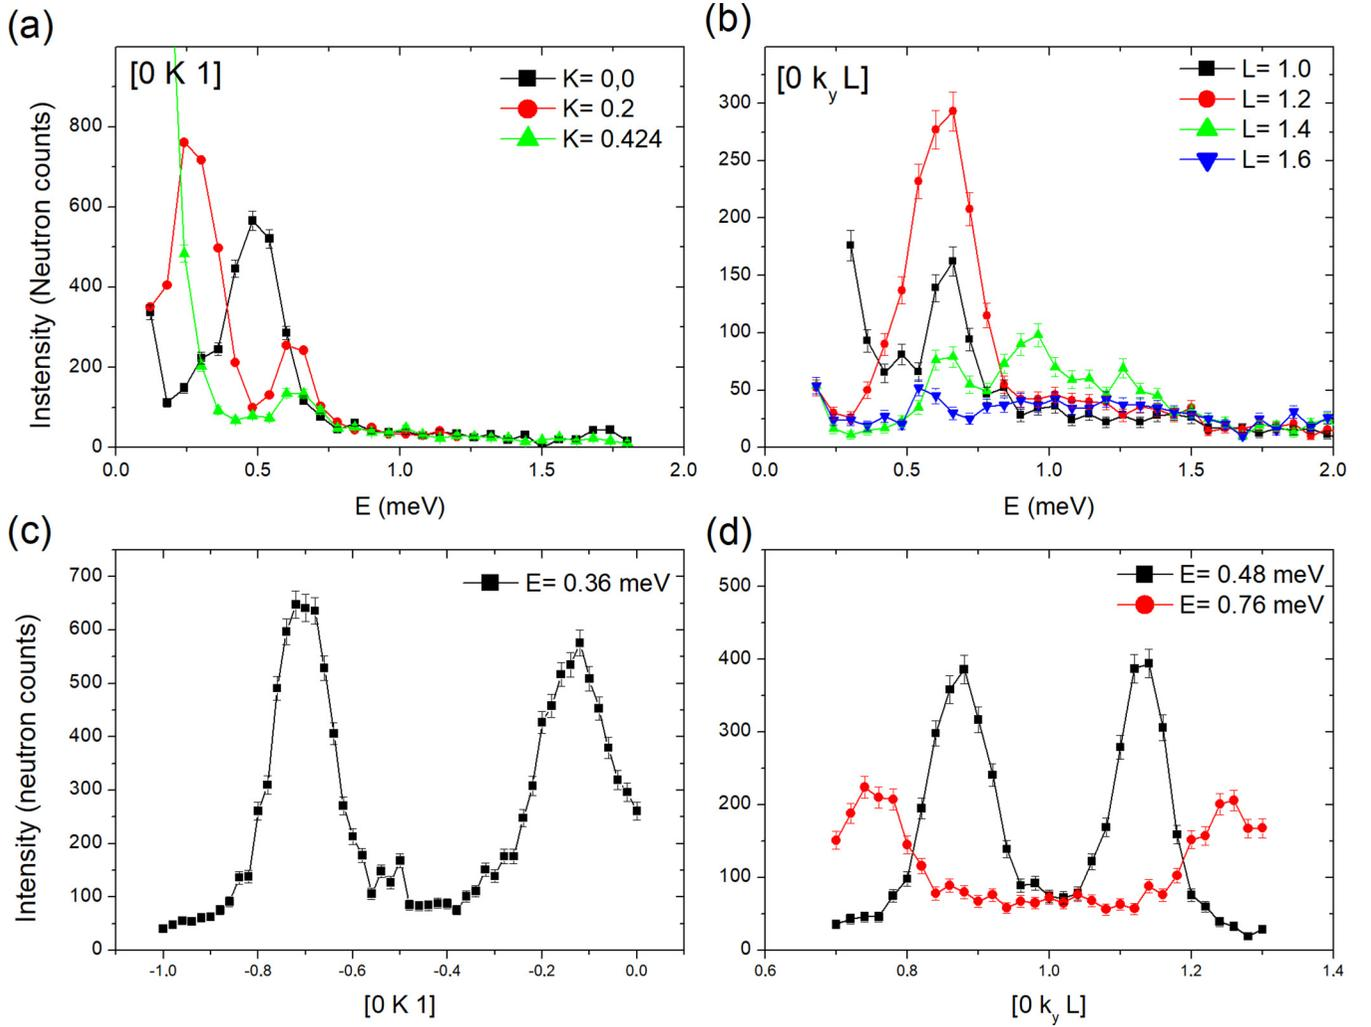 (a)
[0 K 1]
K= 0,0
K= 0.2
K= 0.424
Instensity (Neutron counts)
800
600
400
200
0
0.0 0.5 1.0 1.5 2.0
E (meV)
(b)
[0 ky L]
L= 1.0
L= 1.2
L= 1.4
L= 1.6
300
250
200
150
100
50
0
0.0 0.5 1.0 1.5 2.0
E (meV)
(c)
E= 0.36 meV
Intensity (neutron counts)
700
600
500
400
300
200
100
0
-1.0 -0.8 -0.6 -0.4 -0.2 0.0
[0 K 1]
(d)
E= 0.48 meV
E= 0.76 meV
500
400
300
200
100
0
0.6 0.8 1.0 1.2 1.4
[0 ky L]